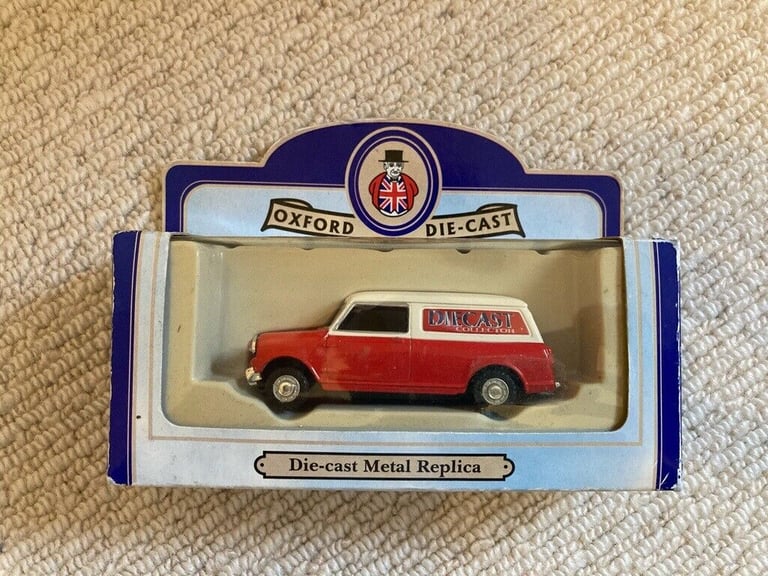 OXFORD DIE-CAST
DIECAST
COLLECTOR
Die-cast Metal Replica